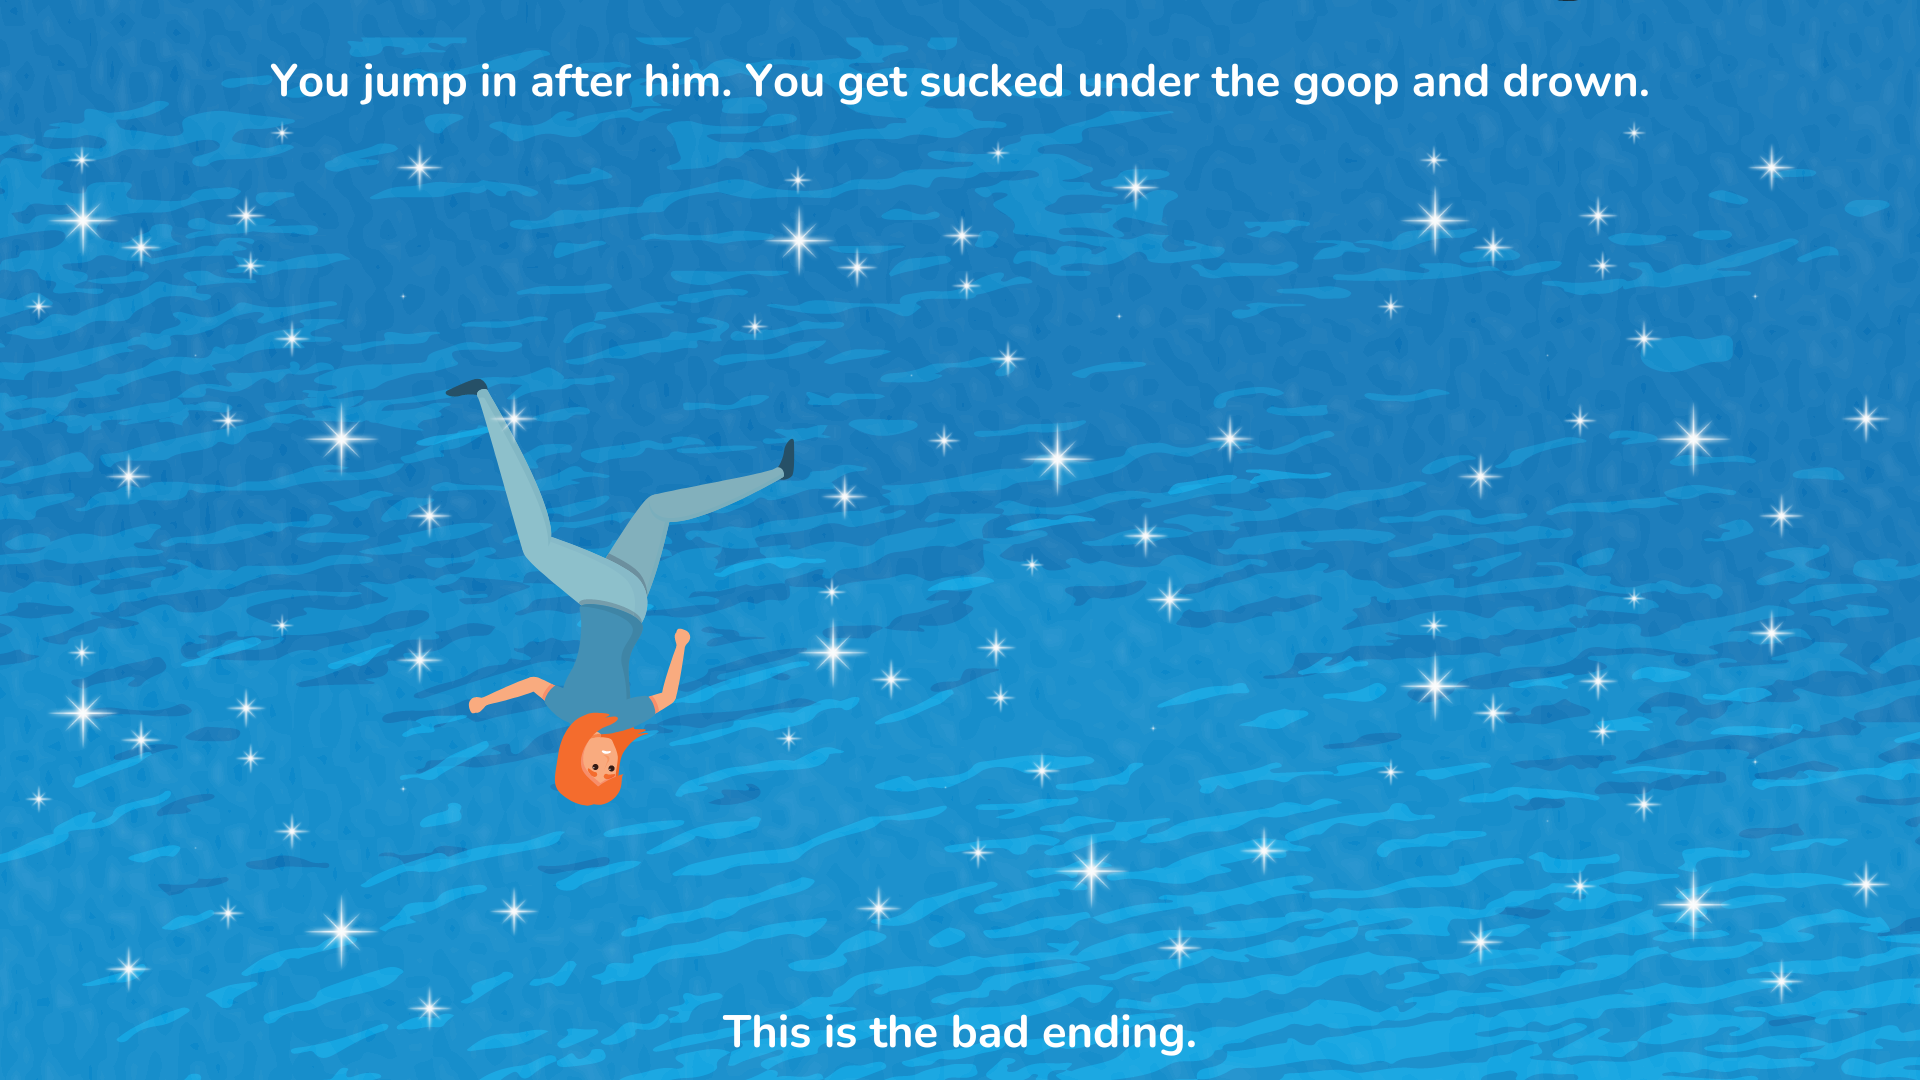 You jump in after him. You get sucked under the goop and drown.
This is the bad ending.